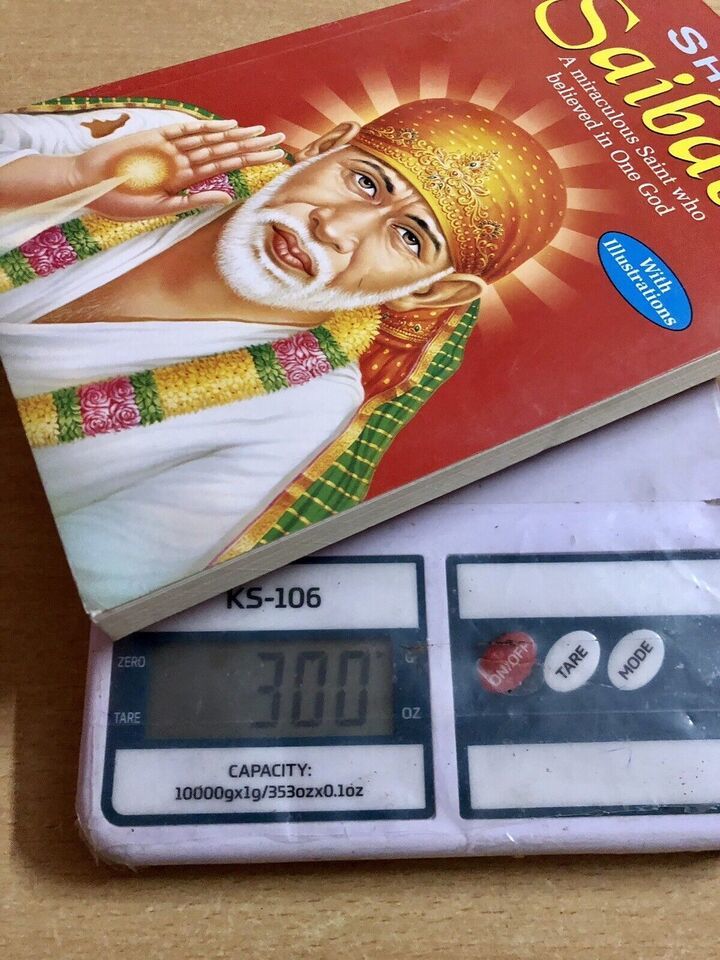 SH
Saiba
A miraculous Saint who
believed in One God
With
Illustrations
KS-106
ZERO
300
TARE
OZ
ON/OFF
TARE
MODE
CAPACITY:
10000gx1g/353ozx0.1oz